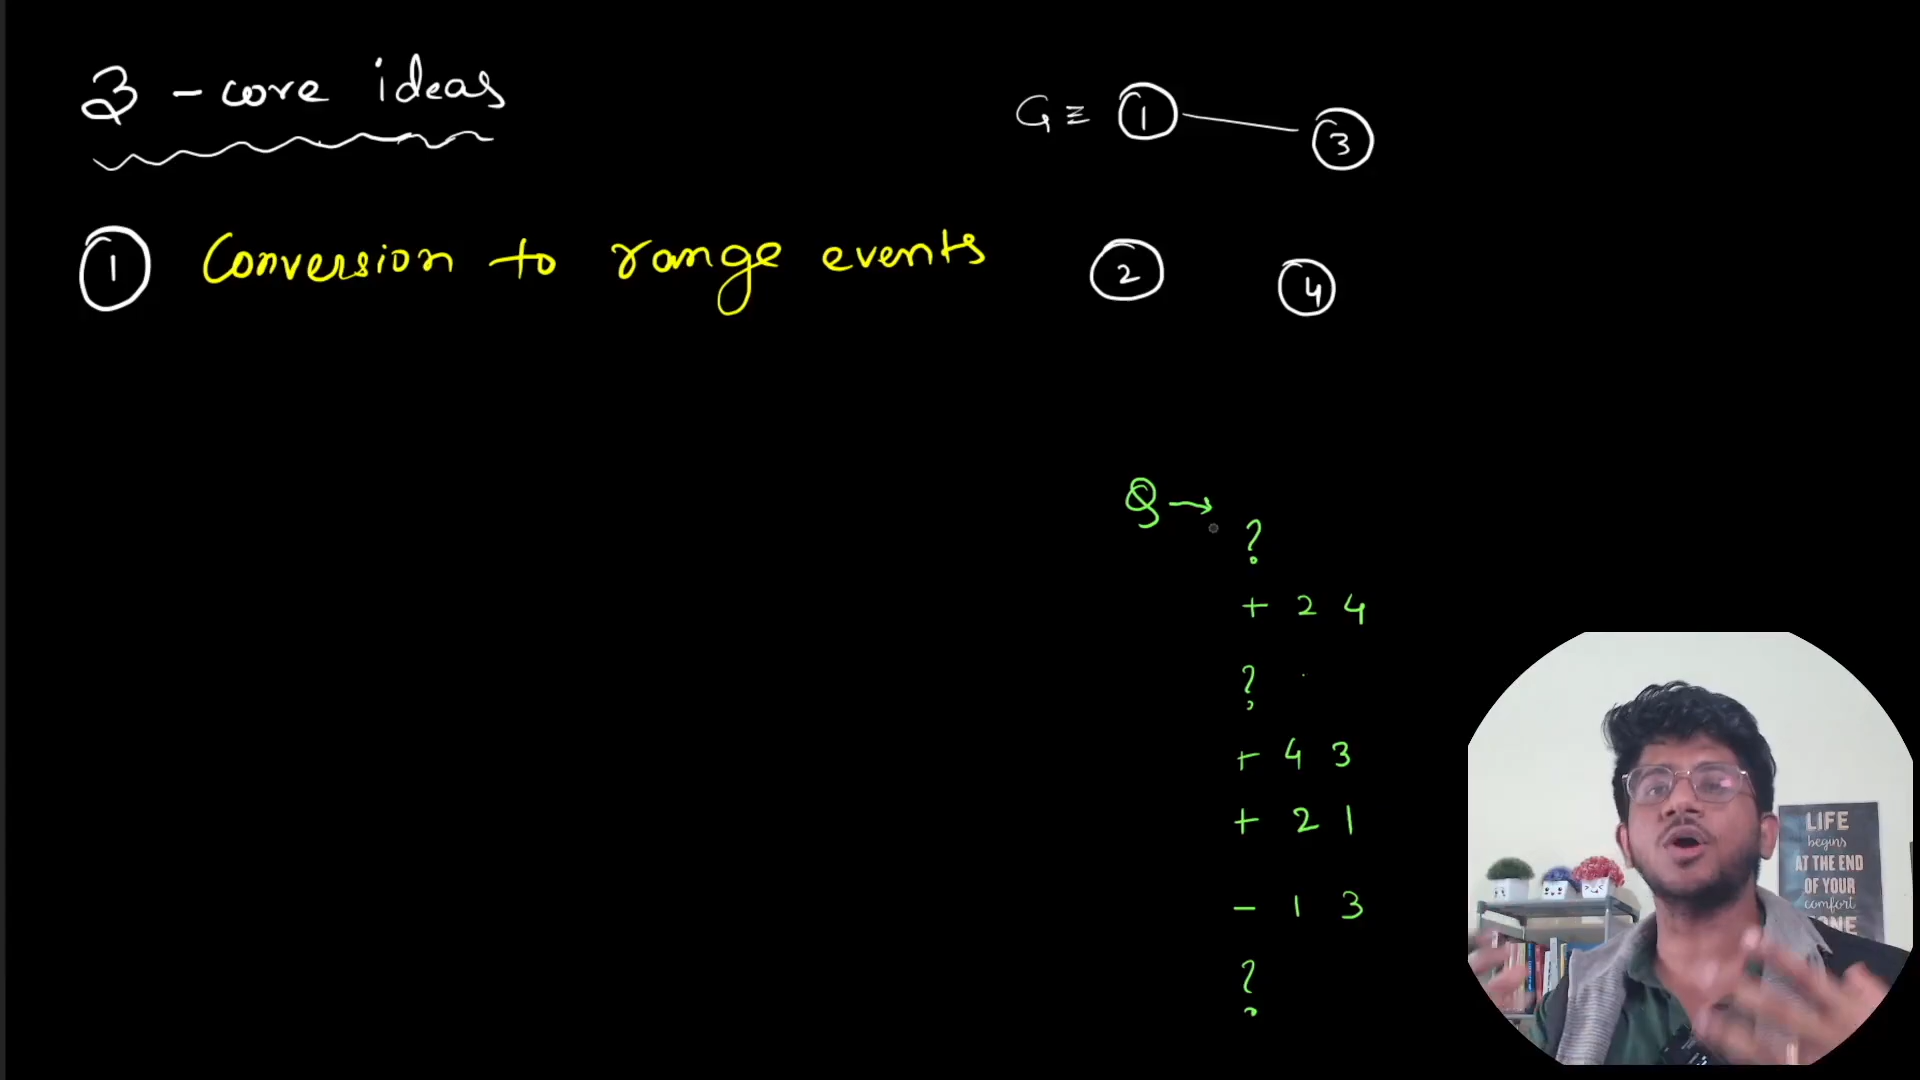 3 - core ideas
① Conversion to range events
G ≡ ① ③
② ④
Q →
?
+ 2 4
?
+ 4 3
+ 2 1
- 1 3
?
LIFE
begins
AT THE END
OF YOUR
comfort